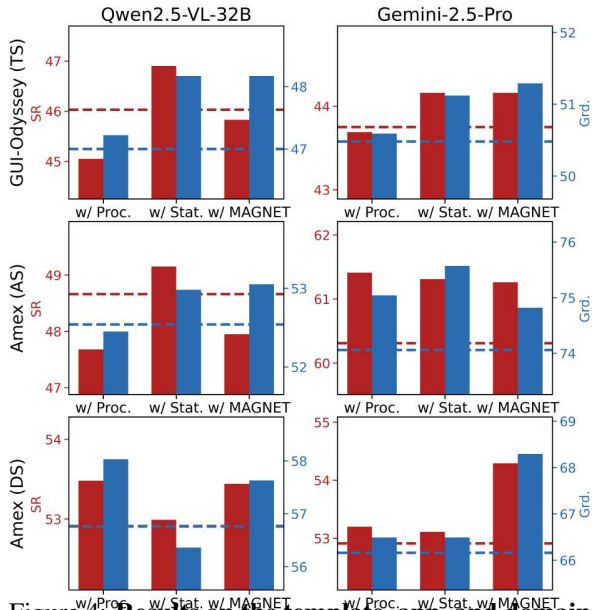 Qwen2.5-VL-32B Gemini-2.5-Pro
GUI-Odyssey (TS)
SR
47
46
45
48
47
44
43
52
51
50
Grd.
w/ Proc. w/ Stat. w/ MAGNET w/ Proc. w/ Stat. w/ MAGNET
Amex (AS)
SR
49
48
47
53
52
62
61
60
76
75
74
Grd.
w/ Proc. w/ Stat. w/ MAGNET w/ Proc. w/ Stat. w/ MAGNET
Amex (DS)
SR
54
53
58
57
56
55
54
53
69
68
67
66
Grd.
w/ Proc. w/ Stat. w/ MAGNET w/ Proc. w/ Stat. w/ MAGNET